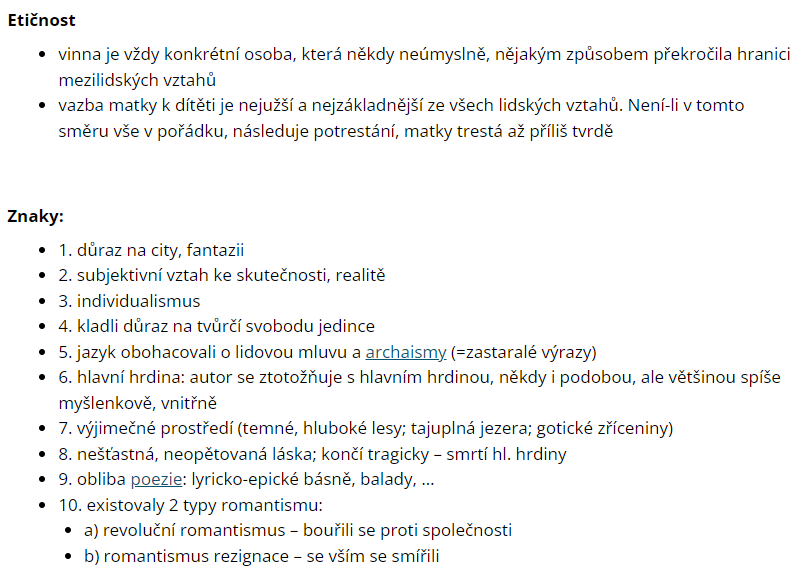 Etičnost
• vinna je vždy konkrétní osoba, která někdy neúmyslně, nějakým způsobem překročila hranici
mezilidských vztahů
• vazba matky k dítěti je nejužší a nejzákladnější ze všech lidských vztahů. Není-li v tomto
směru vše v pořádku, následuje potrestání, matky trestá až příliš tvrdě
Znaky:
• 1. důraz na city, fantazii
• 2. subjektivní vztah ke skutečnosti, realitě
• 3. individualismus
• 4. kladli důraz na tvůrčí svobodu jedince
• 5. jazyk obohacovali o lidovou mluvu a archaismy (=zastaralé výrazy)
• 6. hlavní hrdina: autor se ztotožňuje s hlavním hrdinou, někdy i podobou, ale většinou spíše
myšlenkově, vnitřně
• 7. výjimečné prostředí (temné, hluboké lesy; tajuplná jezera; gotické zříceniny)
• 8. nešťastná, neopětovaná láska; končí tragicky – smrtí hl. hrdiny
• 9. obliba poezie: lyricko-epické básně, balady, ...
• 10. existovaly 2 typy romantismu:
• a) revoluční romantismus – bouřili se proti společnosti
• b) romantismus rezignace – se vším se smířili